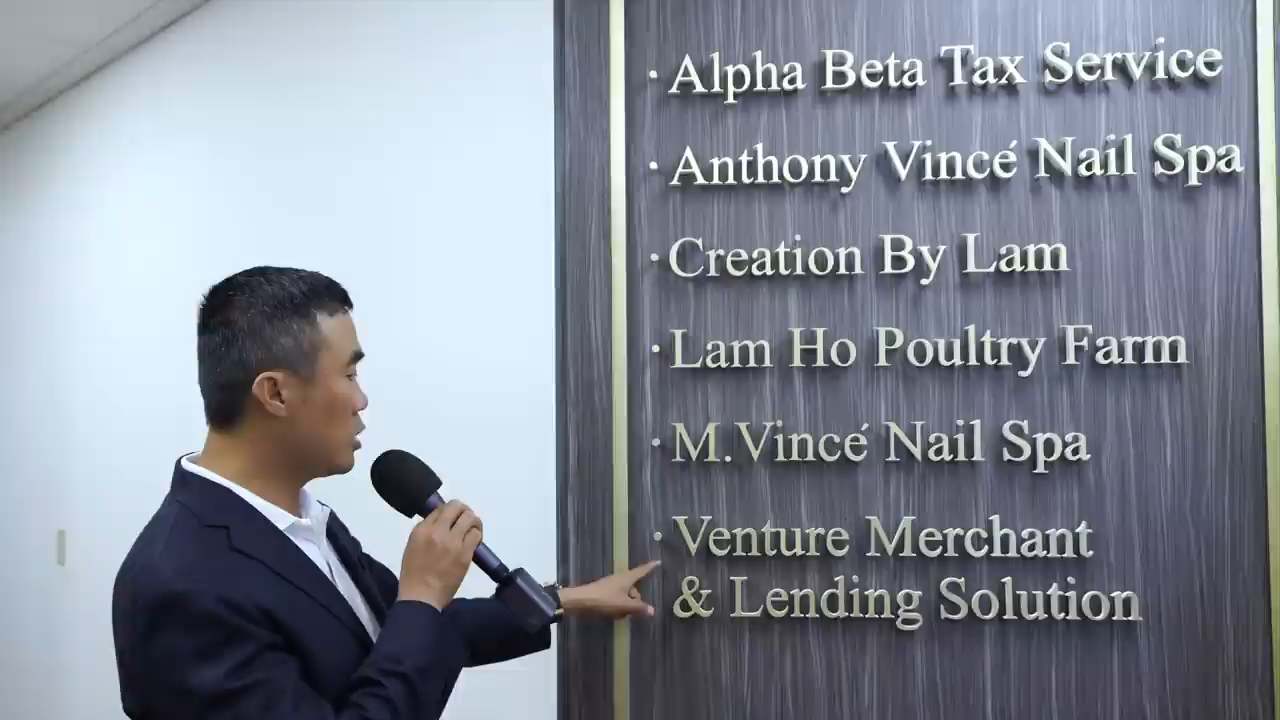 · Alpha Beta Tax Service
· Anthony Vincé Nail Spa
· Creation By Lam
· Lam Ho Poultry Farm
· M.Vincé Nail Spa
· Venture Merchant
& Lending Solution